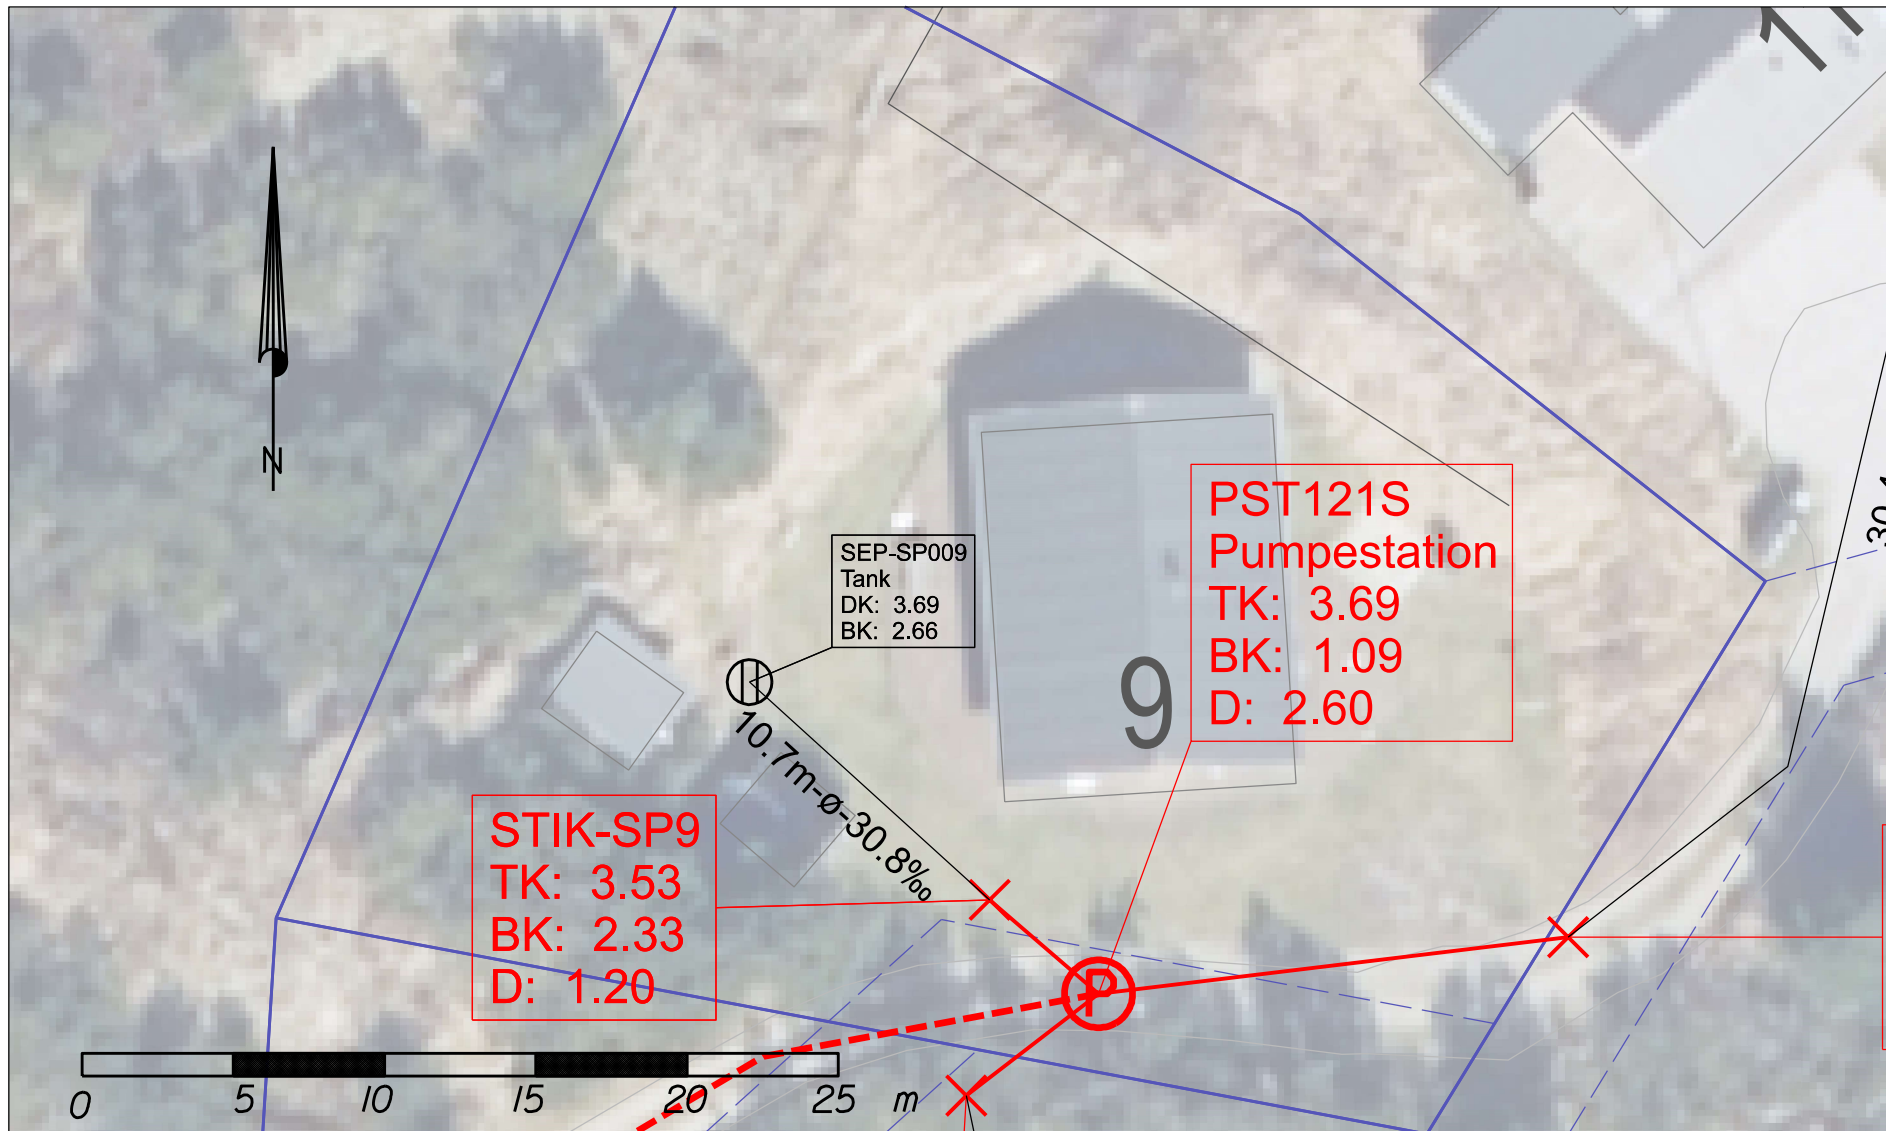 N
SEP-SP009
Tank
DK: 3.69
BK: 2.66
PST121S
Pumpestation
TK: 3.69
BK: 1.09
D: 2.60
9
10.7m-ø-30.8‰
STIK-SP9
TK: 3.53
BK: 2.33
D: 1.20
P
0 5 10 15 20 25 m